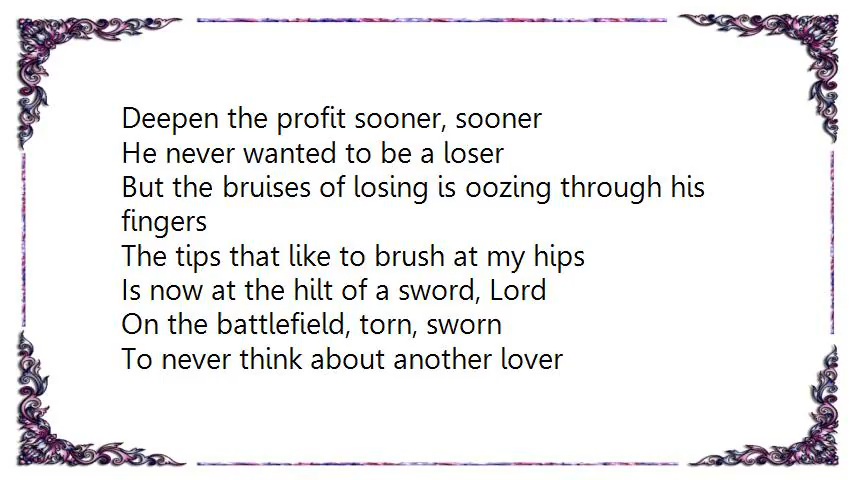 Deepen the profit sooner, sooner
He never wanted to be a loser
But the bruises of losing is oozing through his
fingers
The tips that like to brush at my hips
Is now at the hilt of a sword, Lord
On the battlefield, torn, sworn
To never think about another lover